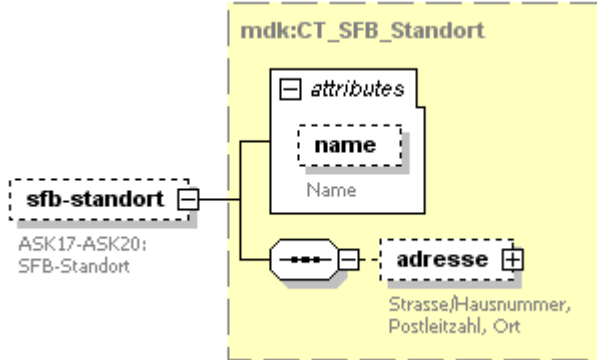 mdk:CT_SFB_Standort
attributes
name
Name
sfb-standort
ASK17-ASK20:
SFB-Standort
adresse
Strasse/Hausnummer,
Postleitzahl, Ort